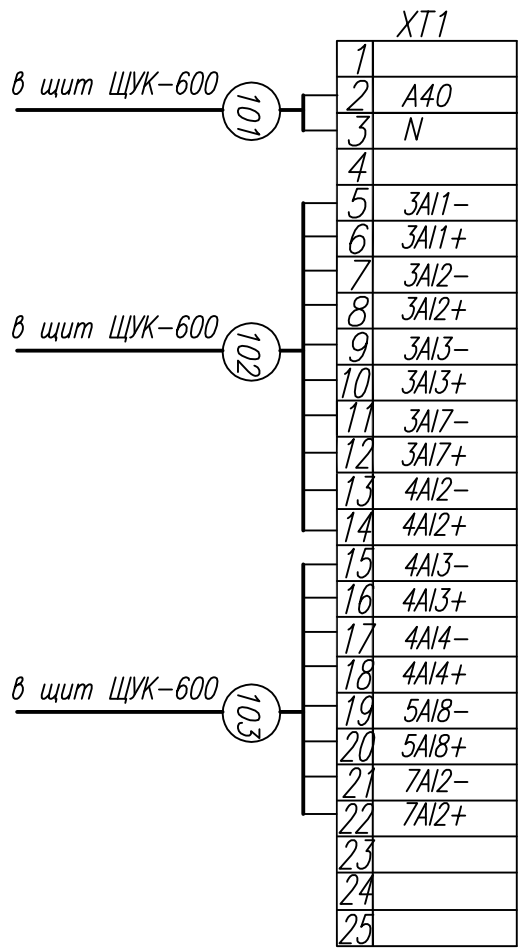 ХТ1
1
в щит ЩУК-600
101
2 А40
3 N
4
5 3AI1-
6 3AI1+
7 3AI2-
8 3AI2+
в щит ЩУК-600
102
9 3AI3-
10 3AI3+
11 3AI7-
12 3AI7+
13 4AI2-
14 4AI2+
15 4AI3-
16 4AI3+
17 4AI4-
18 4AI4+
в щит ЩУК-600
103
19 5AI8-
20 5AI8+
21 7AI2-
22 7AI2+
23
24
25